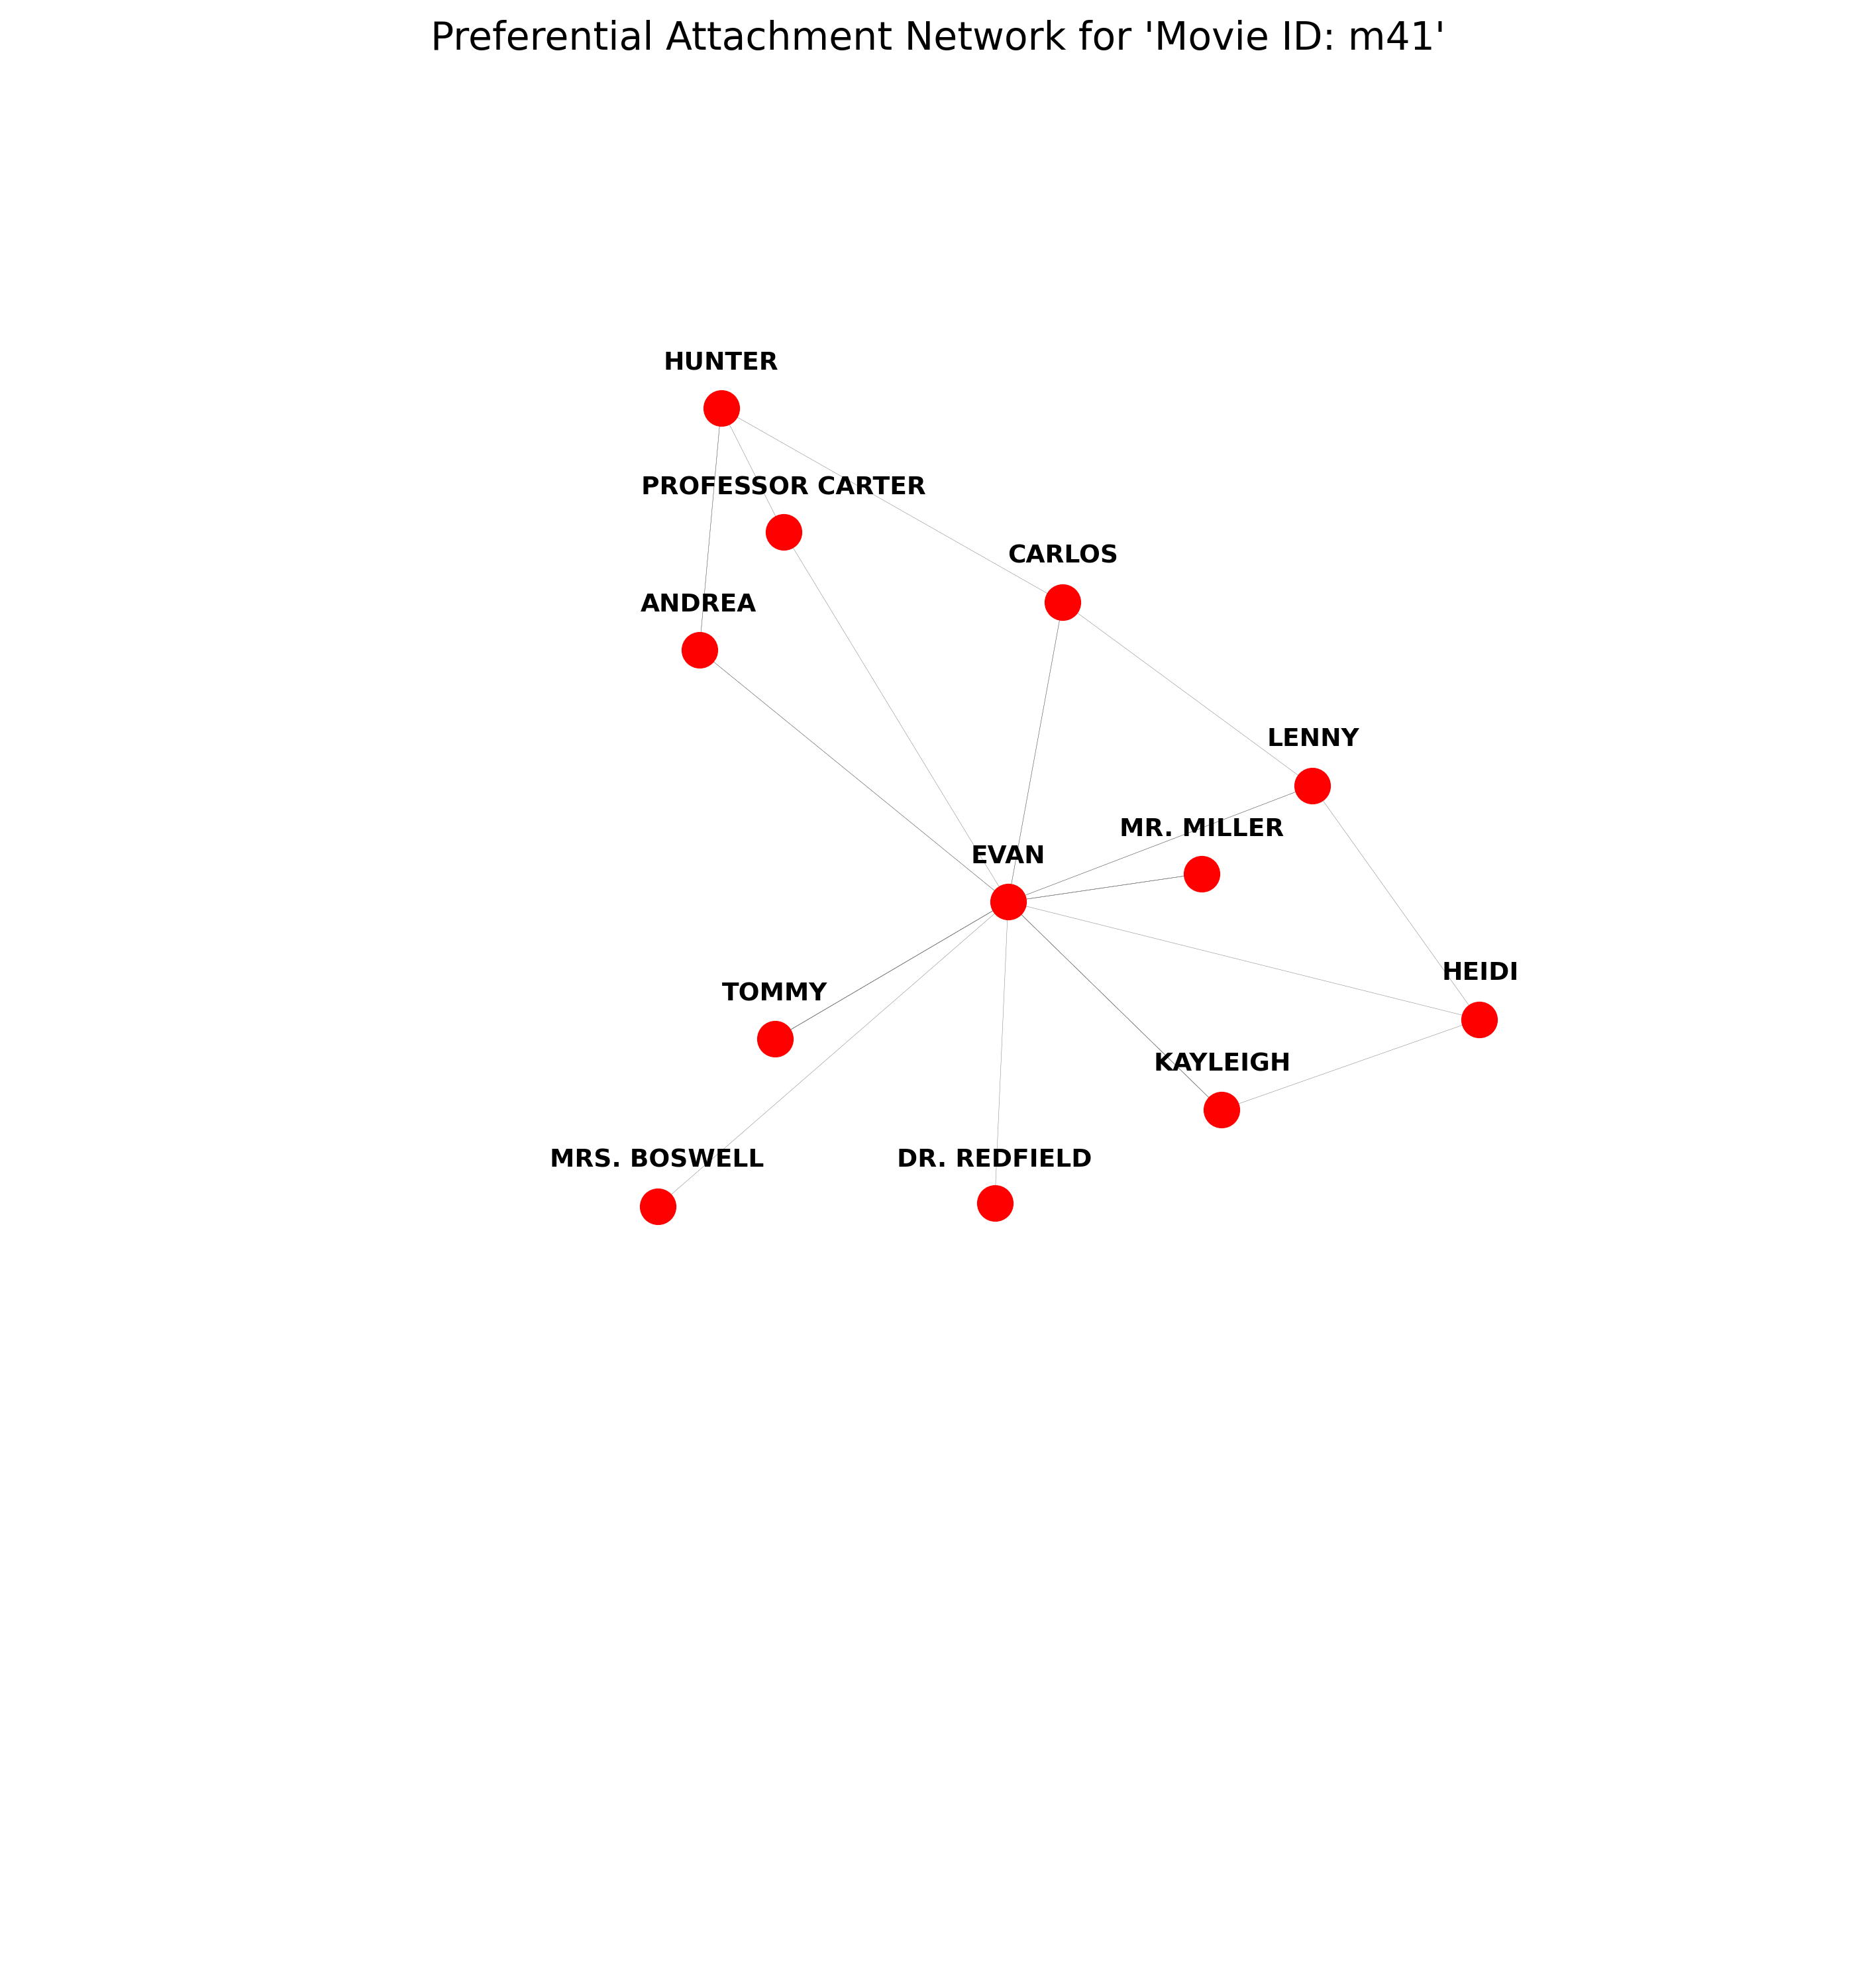 Preferential Attachment Network for 'Movie ID: m41'
HUNTER
PROFESSOR CARTER
CARLOS
ANDREA
LENNY
MR. MILLER
EVAN
HEIDI
TOMMY
KAYLEIGH
MRS. BOSWELL
DR. REDFIELD